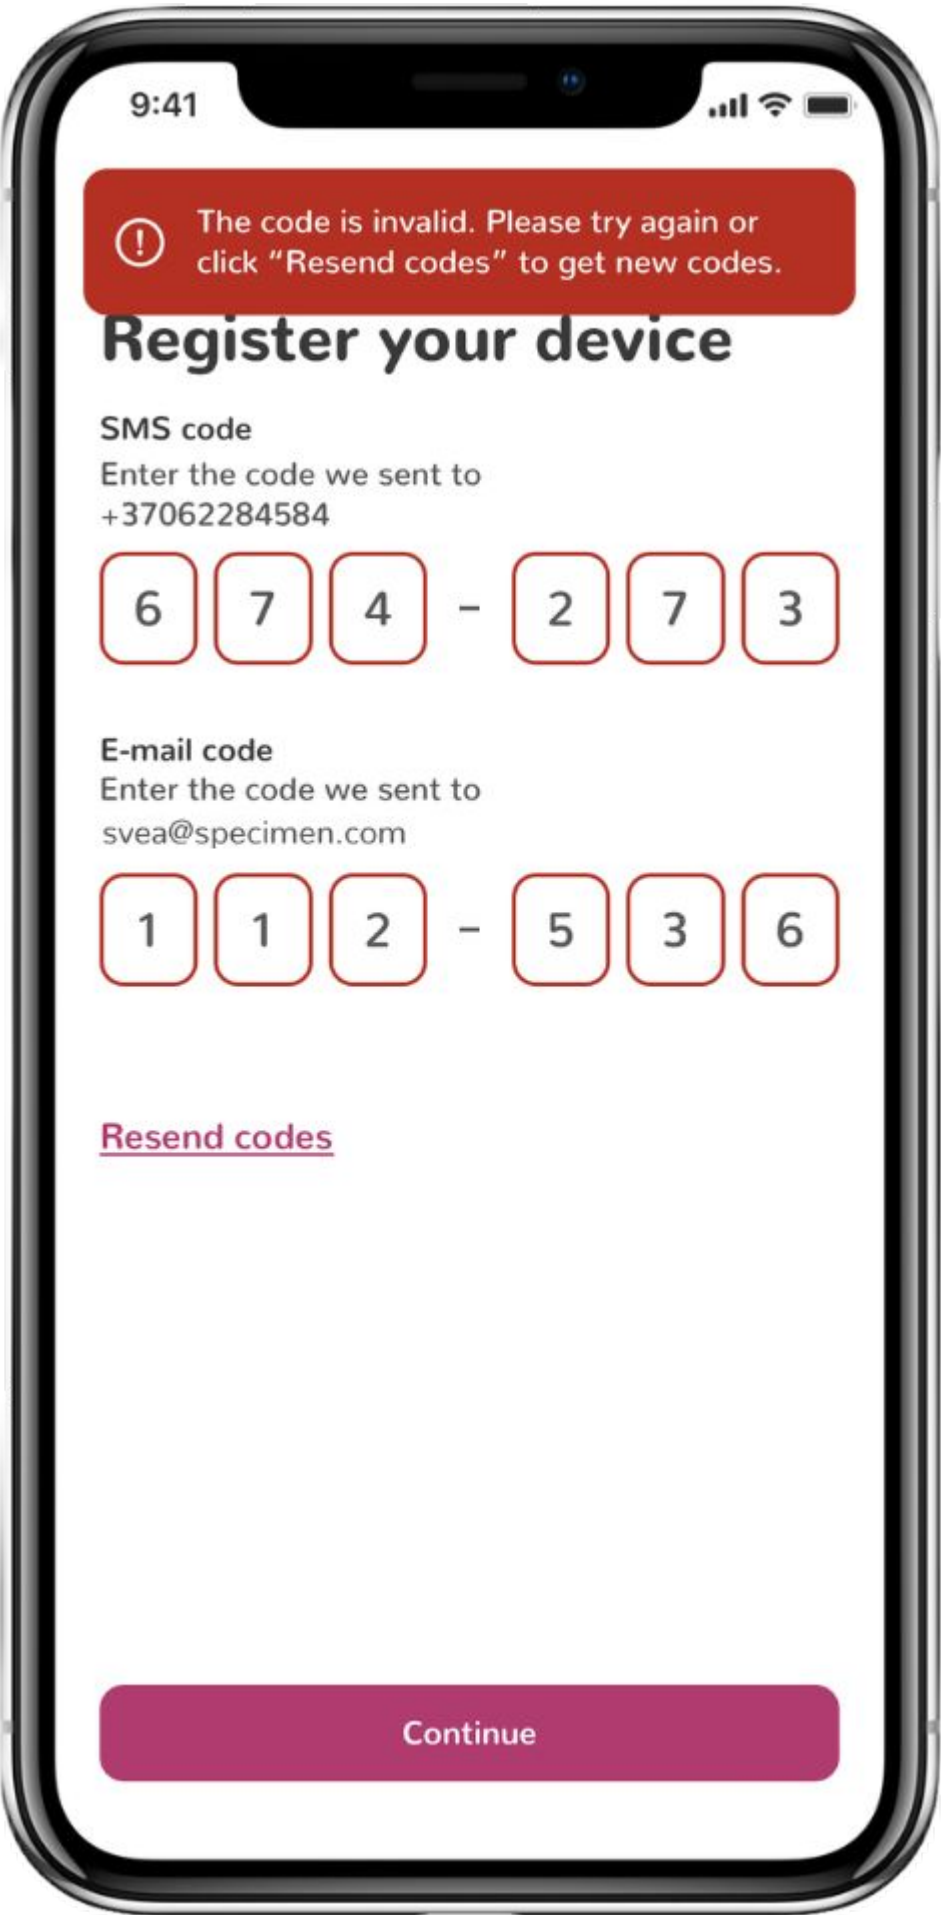 9:41
The code is invalid. Please try again or
click “Resend codes” to get new codes.
Register your device
SMS code
Enter the code we sent to
+37062284584
6 7 4 - 2 7 3
E-mail code
Enter the code we sent to
svea@specimen.com
1 1 2 - 5 3 6
Resend codes
Continue